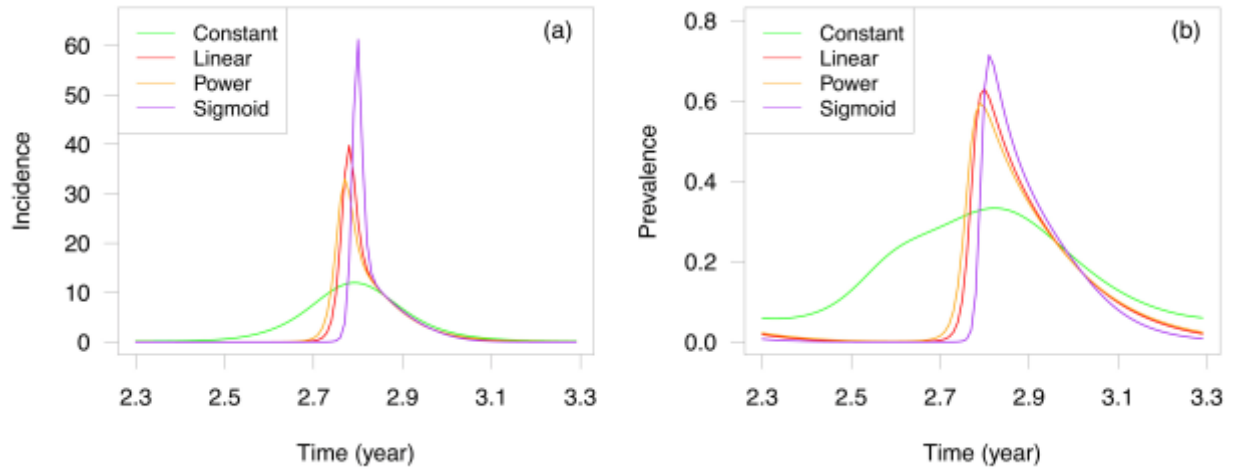 (a)
Constant
Linear
Power
Sigmoid
Incidence
60
50
40
30
20
10
0
2.3 2.5 2.7 2.9 3.1 3.3
Time (year)
(b)
Constant
Linear
Power
Sigmoid
Prevalence
0.8
0.6
0.4
0.2
0.0
2.3 2.5 2.7 2.9 3.1 3.3
Time (year)